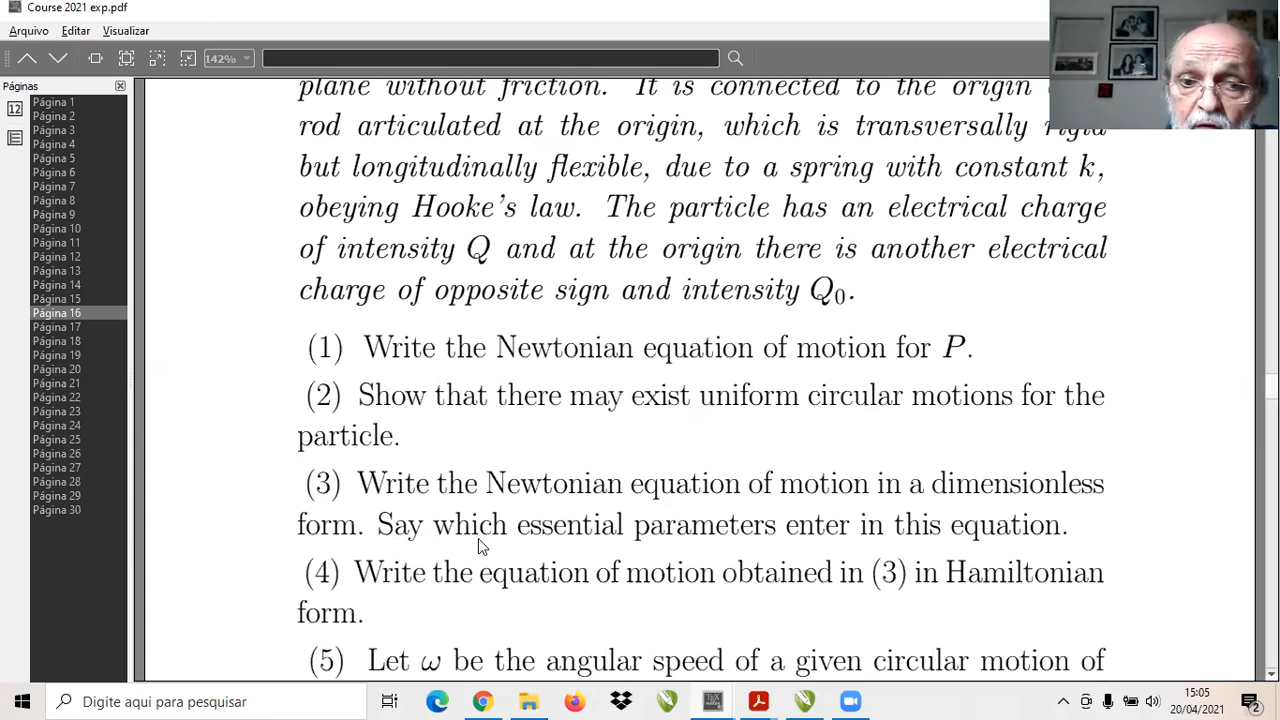 Course 2021 exp.pdf
Arquivo Editar Visualizar
142%
Páginas
Página 1
Página 2
Página 3
Página 4
Página 5
Página 6
Página 7
Página 8
Página 9
Página 10
Página 11
Página 12
Página 13
Página 14
Página 15
Página 16
Página 17
Página 18
Página 19
Página 20
Página 21
Página 22
Página 23
Página 24
Página 25
Página 26
Página 27
Página 28
Página 29
Página 30
12
plane without friction. It is connected to the origin
rod articulated at the origin, which is transversally rigid
but longitudinally flexible, due to a spring with constant k,
obeying Hooke's law. The particle has an electrical charge
of intensity Q and at the origin there is another electrical
charge of opposite sign and intensity Q₀.
(1) Write the Newtonian equation of motion for P.
(2) Show that there may exist uniform circular motions for the
particle.
(3) Write the Newtonian equation of motion in a dimensionless
form. Say which essential parameters enter in this equation.
(4) Write the equation of motion obtained in (3) in Hamiltonian
form.
(5) Let ω be the angular speed of a given circular motion of
Digite aqui para pesquisar
15:05
20/04/2021
2